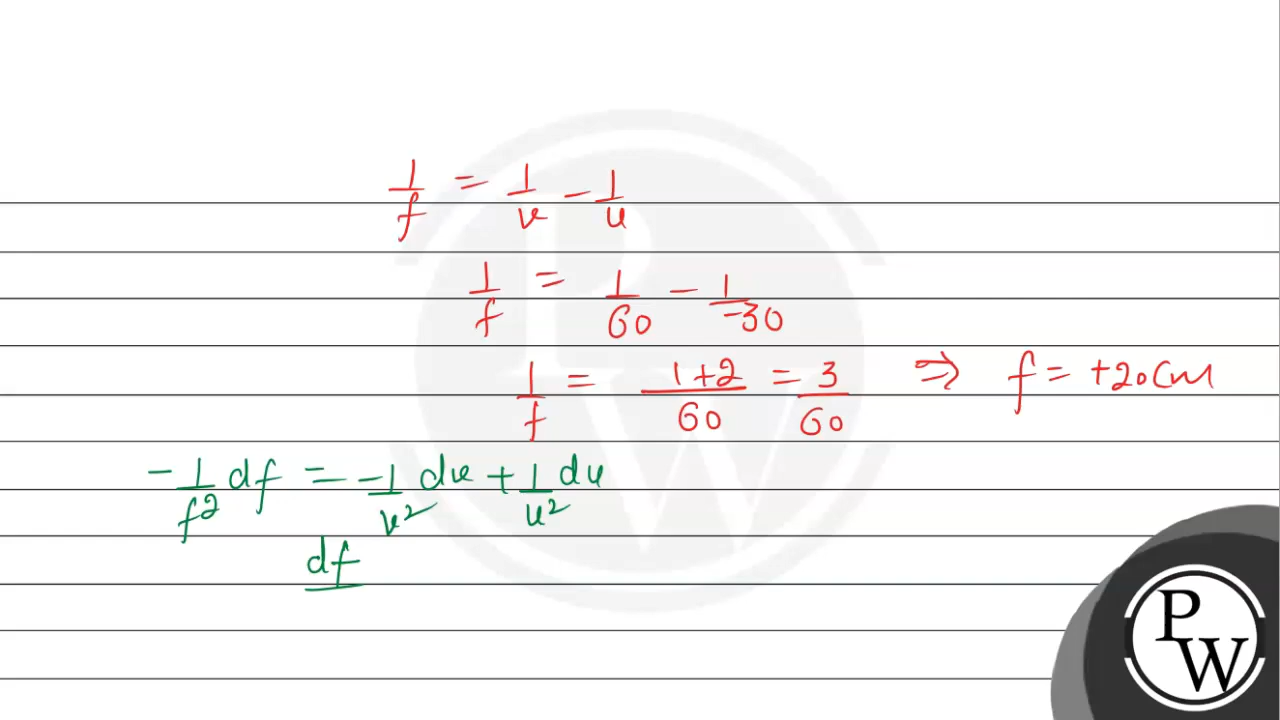 1/f = 1/v - 1/u
1/f = 1/60 - 1/-30
1/f = 1+2/60 = 3/60 ⇒ f = +20cm
-1/f² df = -1/v² dv + 1/u² du
df
P
W